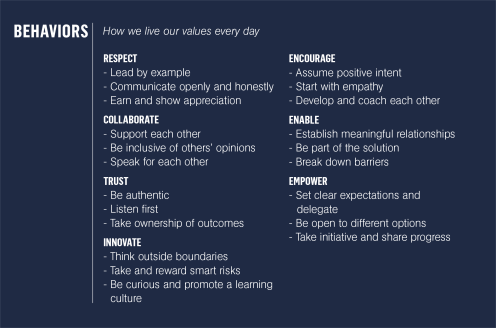 BEHAVIORS
How we live our values every day
RESPECT
- Lead by example
- Communicate openly and honestly
- Earn and show appreciation
COLLABORATE
- Support each other
- Be inclusive of others' opinions
- Speak for each other
TRUST
- Be authentic
- Listen first
- Take ownership of outcomes
INNOVATE
- Think outside boundaries
- Take and reward smart risks
- Be curious and promote a learning
culture
ENCOURAGE
- Assume positive intent
- Start with empathy
- Develop and coach each other
ENABLE
- Establish meaningful relationships
- Be part of the solution
- Break down barriers
EMPOWER
- Set clear expectations and
delegate
- Be open to different options
- Take initiative and share progress